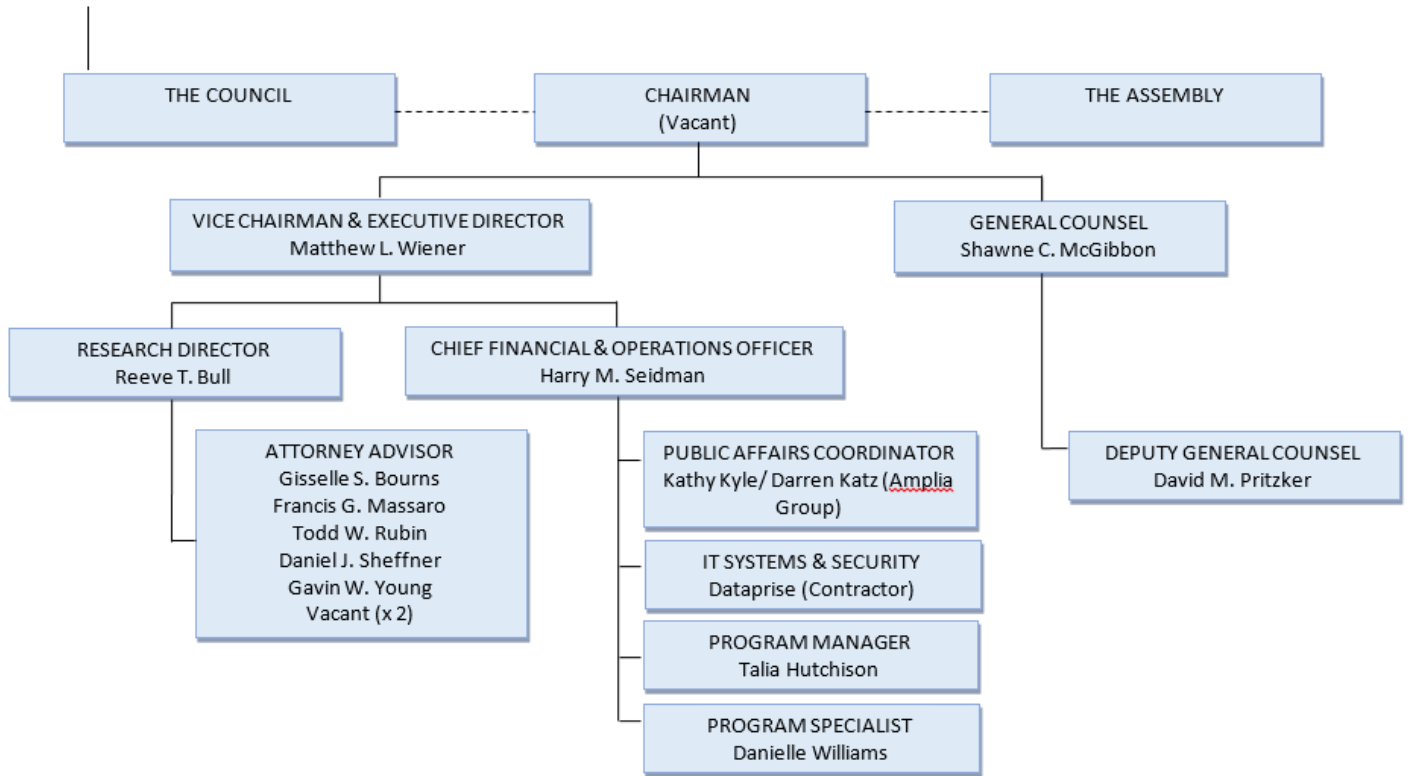 THE COUNCIL
CHAIRMAN
(Vacant)
THE ASSEMBLY
VICE CHAIRMAN & EXECUTIVE DIRECTOR
Matthew L. Wiener
GENERAL COUNSEL
Shawne C. McGibbon
RESEARCH DIRECTOR
Reeve T. Bull
CHIEF FINANCIAL & OPERATIONS OFFICER
Harry M. Seidman
ATTORNEY ADVISOR
Gisselle S. Bourns
Francis G. Massaro
Todd W. Rubin
Daniel J. Sheffner
Gavin W. Young
Vacant (x 2)
PUBLIC AFFAIRS COORDINATOR
Kathy Kyle/ Darren Katz (Amplia
Group)
IT SYSTEMS & SECURITY
Dataprise (Contractor)
PROGRAM MANAGER
Talia Hutchison
PROGRAM SPECIALIST
Danielle Williams
DEPUTY GENERAL COUNSEL
David M. Pritzker